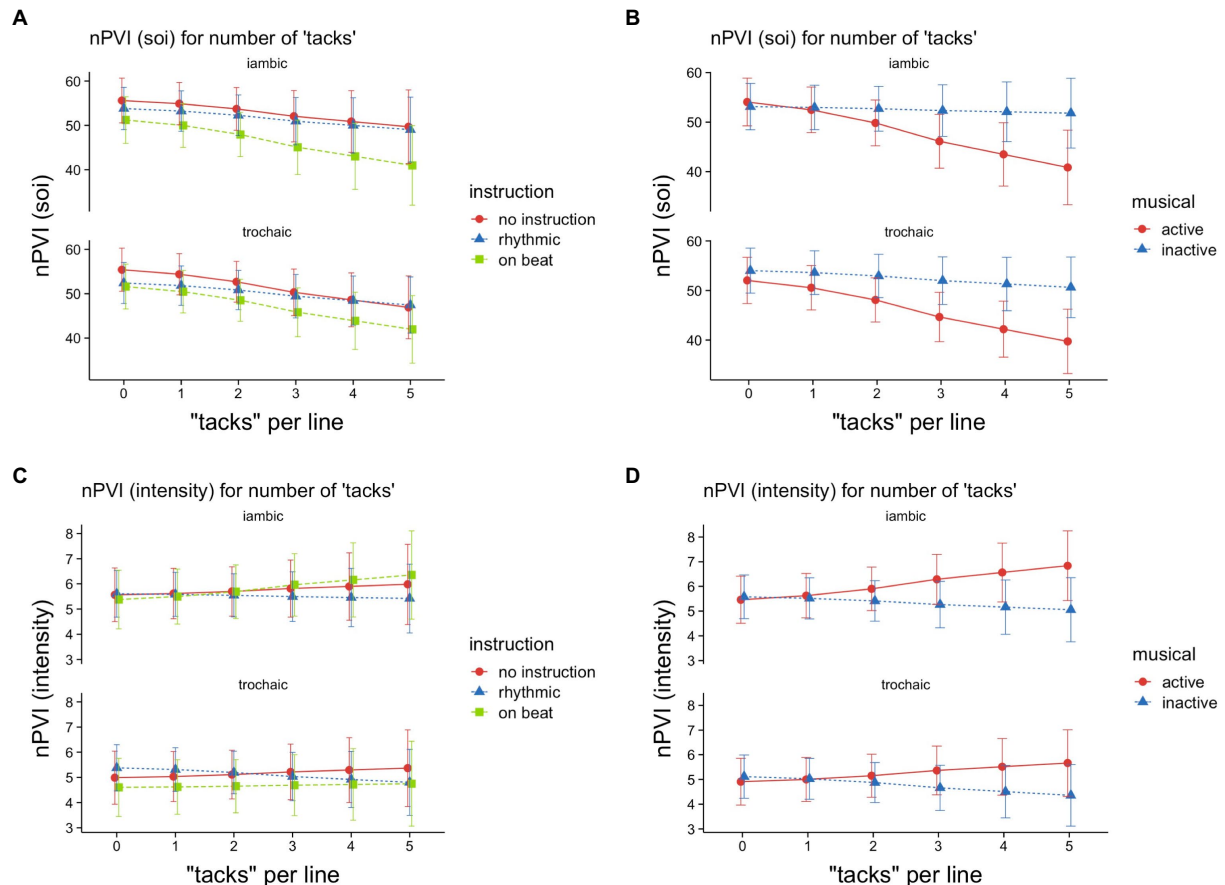 A
nPVI (soi) for number of 'tacks'
iambic
60
50
40
trochaic
60
50
40
nPVI (soi)
0 1 2 3 4 5
"tacks" per line
instruction
no instruction
rhythmic
on beat
B
nPVI (soi) for number of 'tacks'
iambic
60
50
40
trochaic
60
50
40
nPVI (soi)
0 1 2 3 4 5
"tacks" per line
musical
active
inactive
C
nPVI (intensity) for number of 'tacks'
iambic
8
7
6
5
4
3
trochaic
8
7
6
5
4
3
nPVI (intensity)
0 1 2 3 4 5
"tacks" per line
instruction
no instruction
rhythmic
on beat
D
nPVI (intensity) for number of 'tacks'
iambic
8
7
6
5
4
3
trochaic
8
7
6
5
4
3
nPVI (intensity)
0 1 2 3 4 5
"tacks" per line
musical
active
inactive